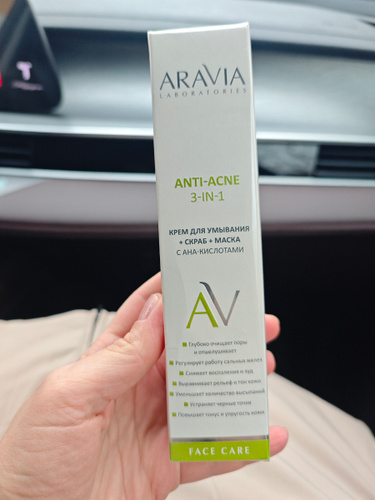 ARAVIA
LABORATORIES
ANTI-ACNE
3-IN-1
КРЕМ ДЛЯ УМЫВАНИЯ
+ СКРАБ + МАСКА
С АНА-КИСЛОТАМИ
AV
Глубоко очищает поры
и отшелушивает
Регулирует работу сальных желез
Снимает воспаление и зуд
Выравнивает рельеф и тон кожи
Уменьшает количество высыпаний
Устраняет черные точки
Повышает тонус и упругость кожи
FACE CARE